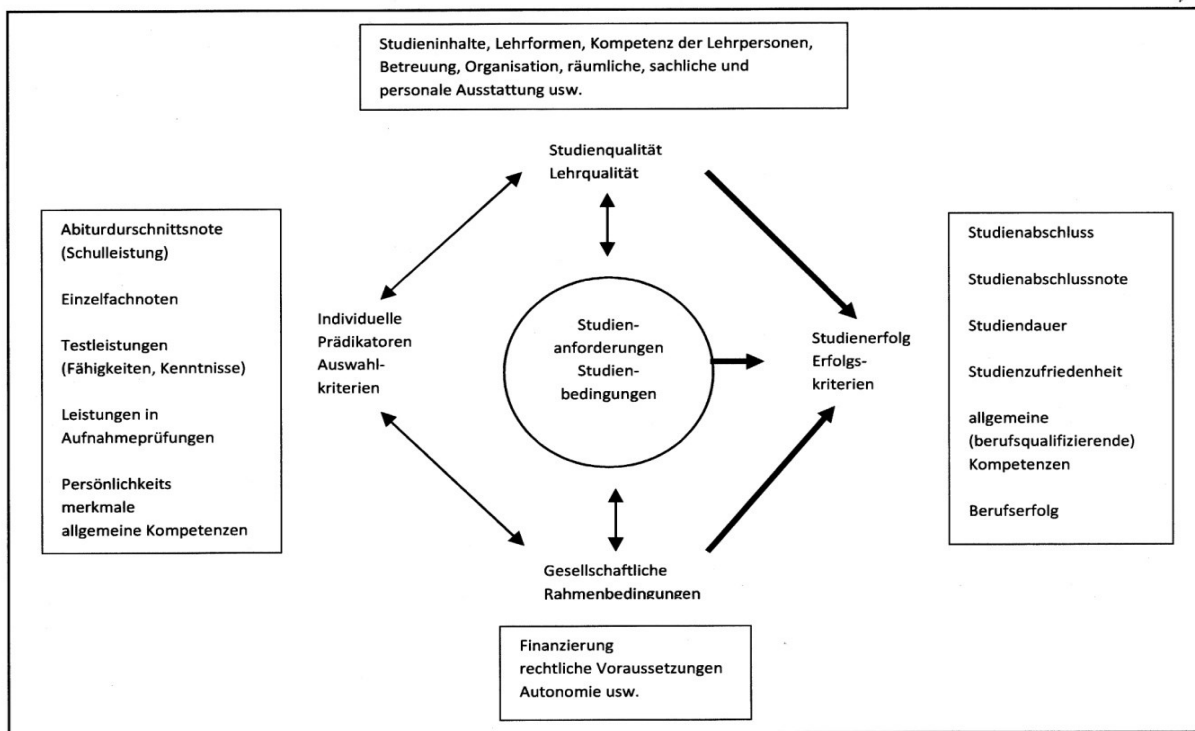 Studieninhalte, Lehrformen, Kompetenz der Lehrpersonen,
Betreuung, Organisation, räumliche, sachliche und
personale Ausstattung usw.
Studienqualität
Lehrqualität
Abiturdurschnittsnote
(Schulleistung)
Einzelfachnoten
Testleistungen
(Fähigkeiten, Kenntnisse)
Leistungen in
Aufnahmeprüfungen
Persönlichkeits
merkmale
allgemeine Kompetenzen
Individuelle
Prädikatoren
Auswahl-
kriterien
Studien-
anforderungen
Studien-
bedingungen
Studienerfolg
Erfolgs-
kriterien
Studienabschluss
Studienabschlussnote
Studiendauer
Studienzufriedenheit
allgemeine
(berufsqualifizierende)
Kompetenzen
Berufserfolg
Gesellschaftliche
Rahmenbedingungen
Finanzierung
rechtliche Voraussetzungen
Autonomie usw.